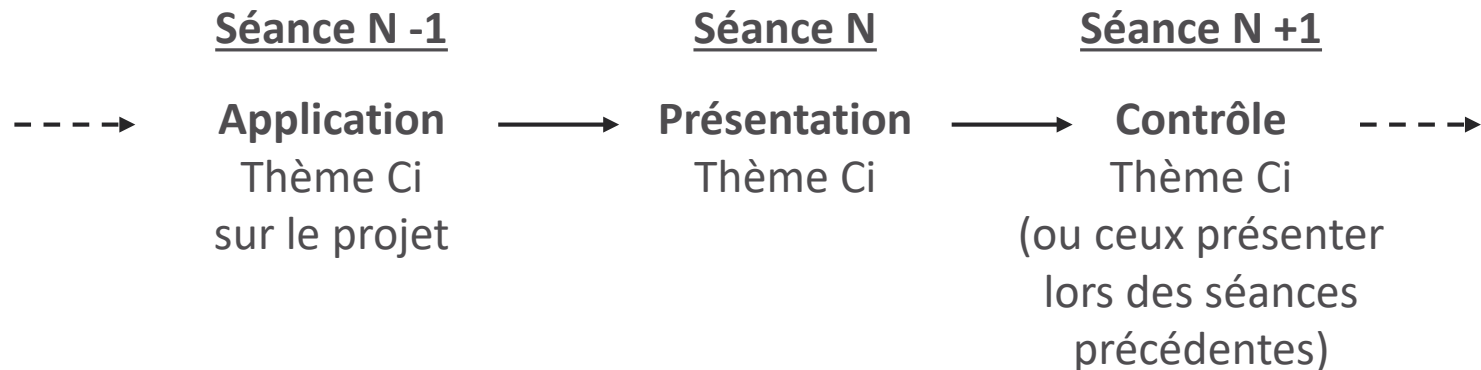 Séance N -1
Séance N
Séance N +1
Application
Présentation
Contrôle
Thème Ci
sur le projet
Thème Ci
Thème Ci
(ou ceux présenter
lors des séances
précédentes)